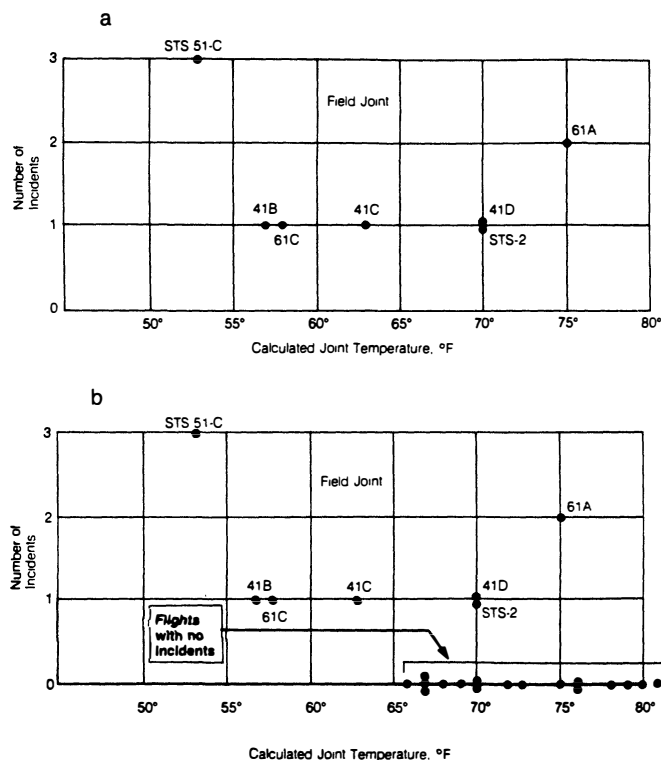 a
STS 51-C
3
Field Joint
61A
2
Number of
Incidents
41B
41C
41D
1
61C
STS-2
0
50° 55° 60° 65° 70° 75° 80°
Calculated Joint Temperature, °F
b
STS 51-C
3
Field Joint
61A
2
Number of
Incidents
41B
41C
41D
1
61C
STS-2
Flights
with no
incidents
0
50° 55° 60° 65° 70° 75° 80°
Calculated Joint Temperature, °F